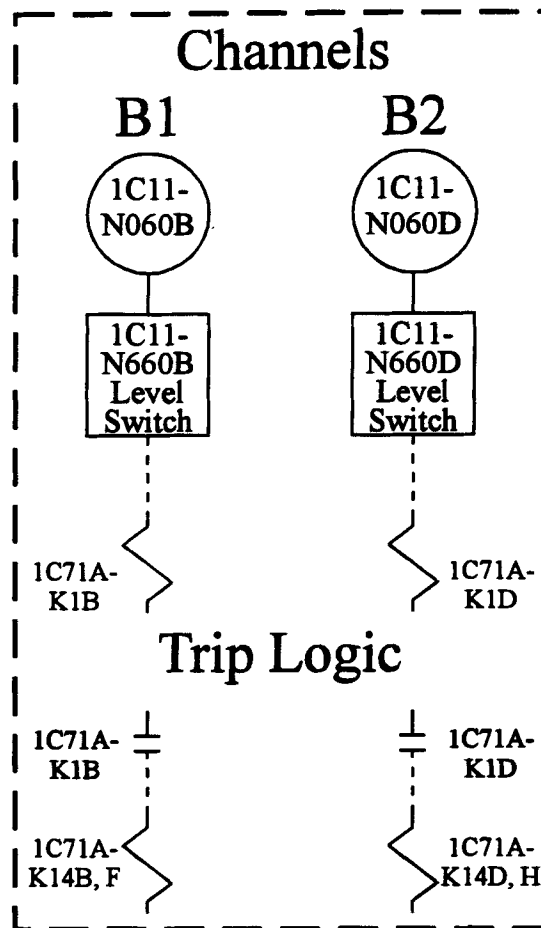 Channels
B1
B2
1C11-
N060B
1C11-
N060D
1C11-
N660B
Level
Switch
1C11-
N660D
Level
Switch
1C71A-
K1B
1C71A-
K1D
Trip Logic
1C71A-
K1B
1C71A-
K1D
1C71A-
K14B, F
1C71A-
K14D, H